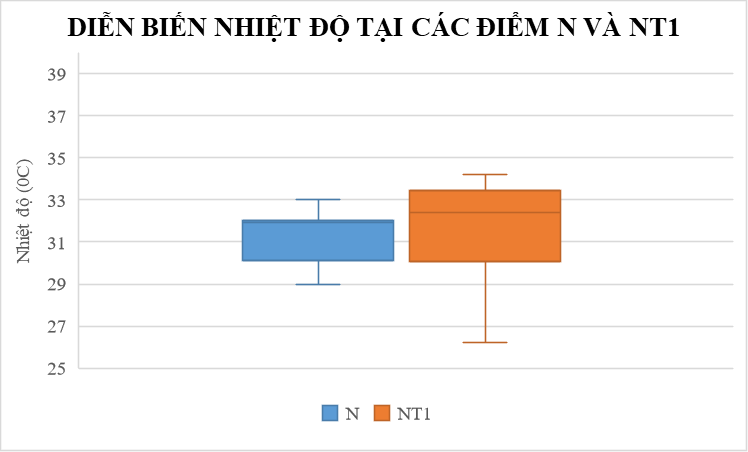 DIỄN BIẾN NHIỆT ĐỘ TẠI CÁC ĐIỂM N VÀ NT1
39
37
35
33
31
29
27
25
Nhiệt độ (0C)
N NT1